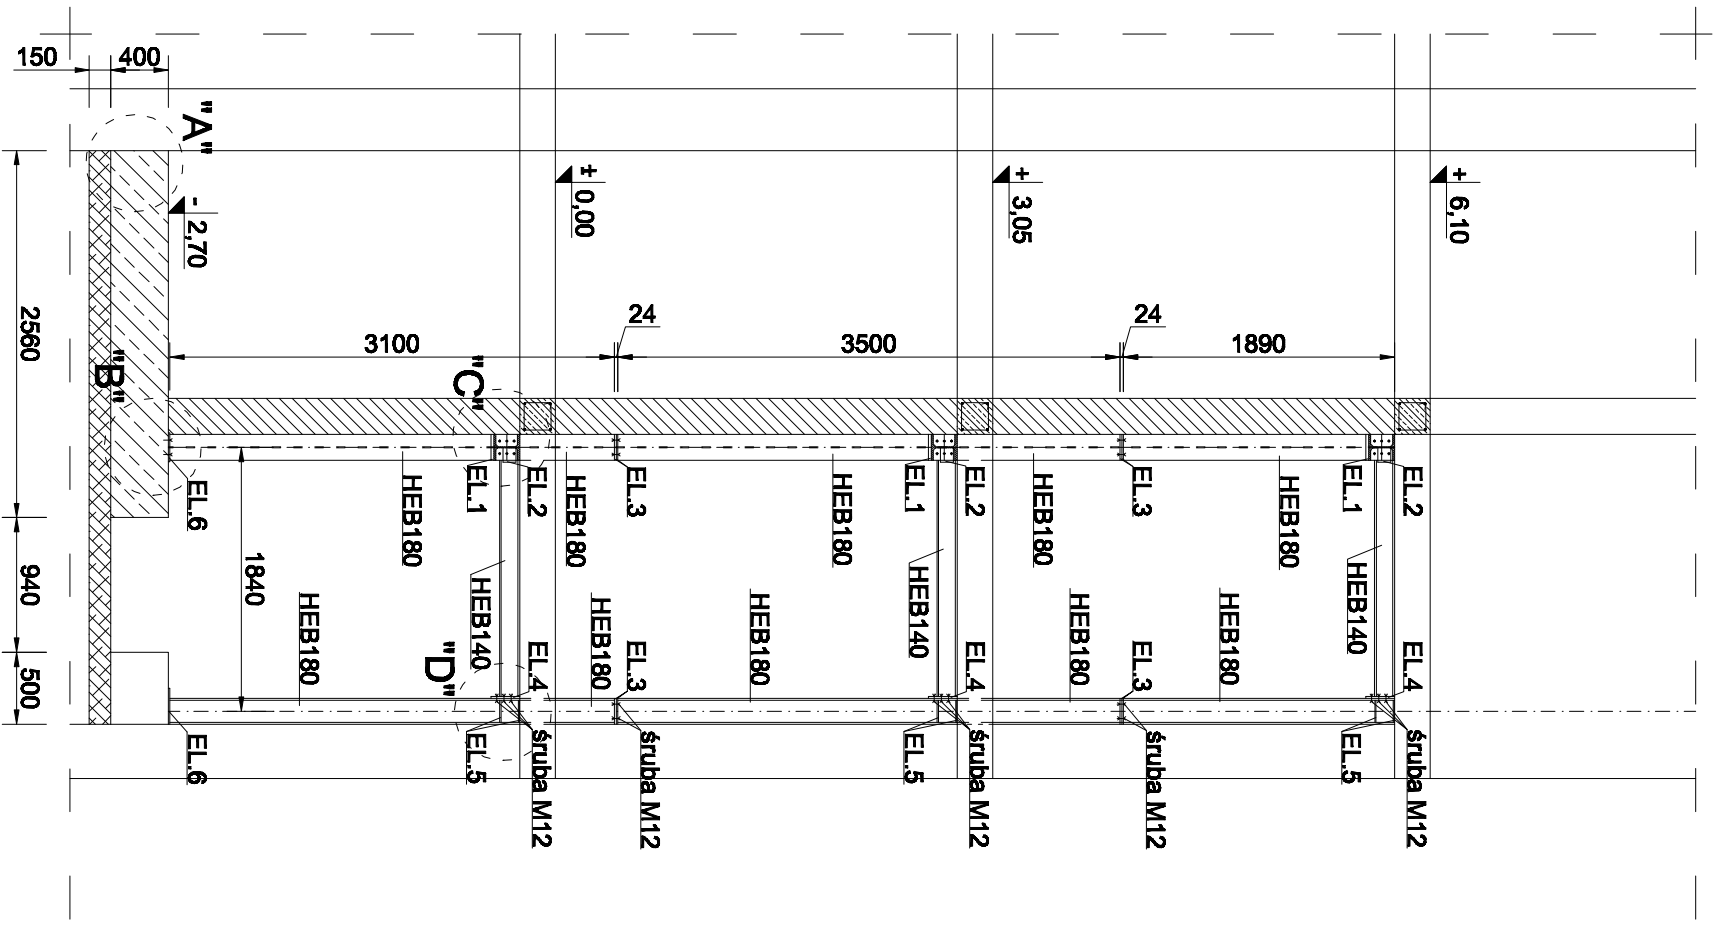 150
400
"A"
- 2,70
± 0,00
+ 3,05
+ 6,10
2560
940
500
3100
24
3500
24
1890
"B"
"C"
"D"
1840
EL.6
HEB180
EL.1
EL.2
HEB180
EL.3
HEB180
EL.1
EL.2
HEB180
EL.3
HEB180
EL.1
EL.2
HEB140
HEB140
HEB140
HEB180
HEB180
HEB180
HEB180
HEB180
EL.4
EL.3
EL.4
EL.3
EL.4
EL.6
EL.5
śruba M12
śruba M12
EL.5
śruba M12
śruba M12
EL.5
śruba M12